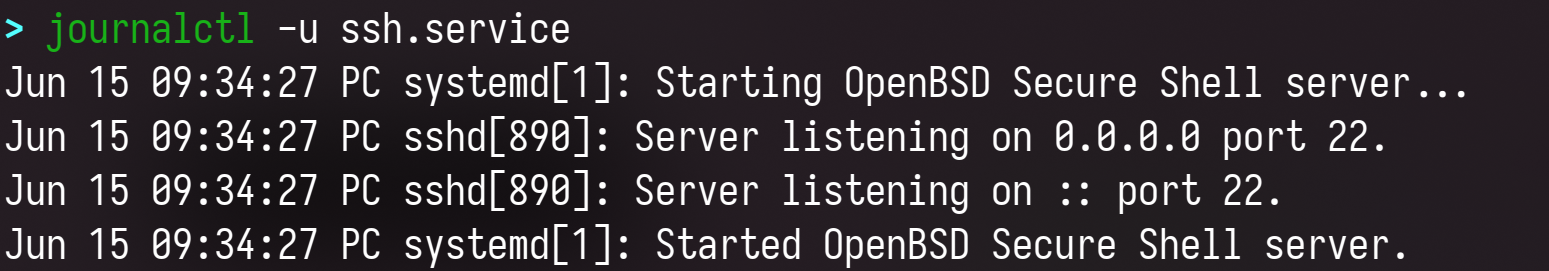 > journalctl -u ssh.service
Jun 15 09:34:27 PC systemd[1]: Starting OpenBSD Secure Shell server...
Jun 15 09:34:27 PC sshd[890]: Server listening on 0.0.0.0 port 22.
Jun 15 09:34:27 PC sshd[890]: Server listening on :: port 22.
Jun 15 09:34:27 PC systemd[1]: Started OpenBSD Secure Shell server.